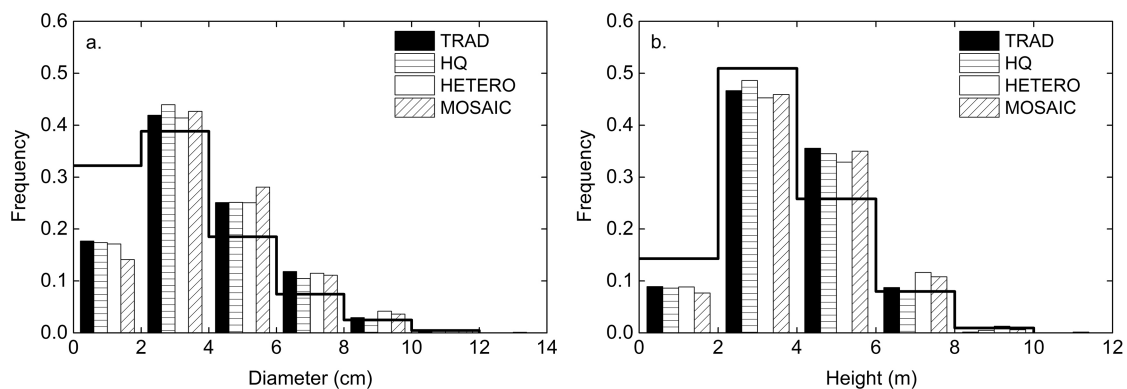 a.
TRAD
HQ
HETERO
MOSAIC
0.6
0.5
0.4
0.3
0.2
0.1
0.0
Frequency
0 2 4 6 8 10 12 14
Diameter (cm)
b.
TRAD
HQ
HETERO
MOSAIC
0.6
0.5
0.4
0.3
0.2
0.1
0.0
Frequency
0 2 4 6 8 10 12
Height (m)